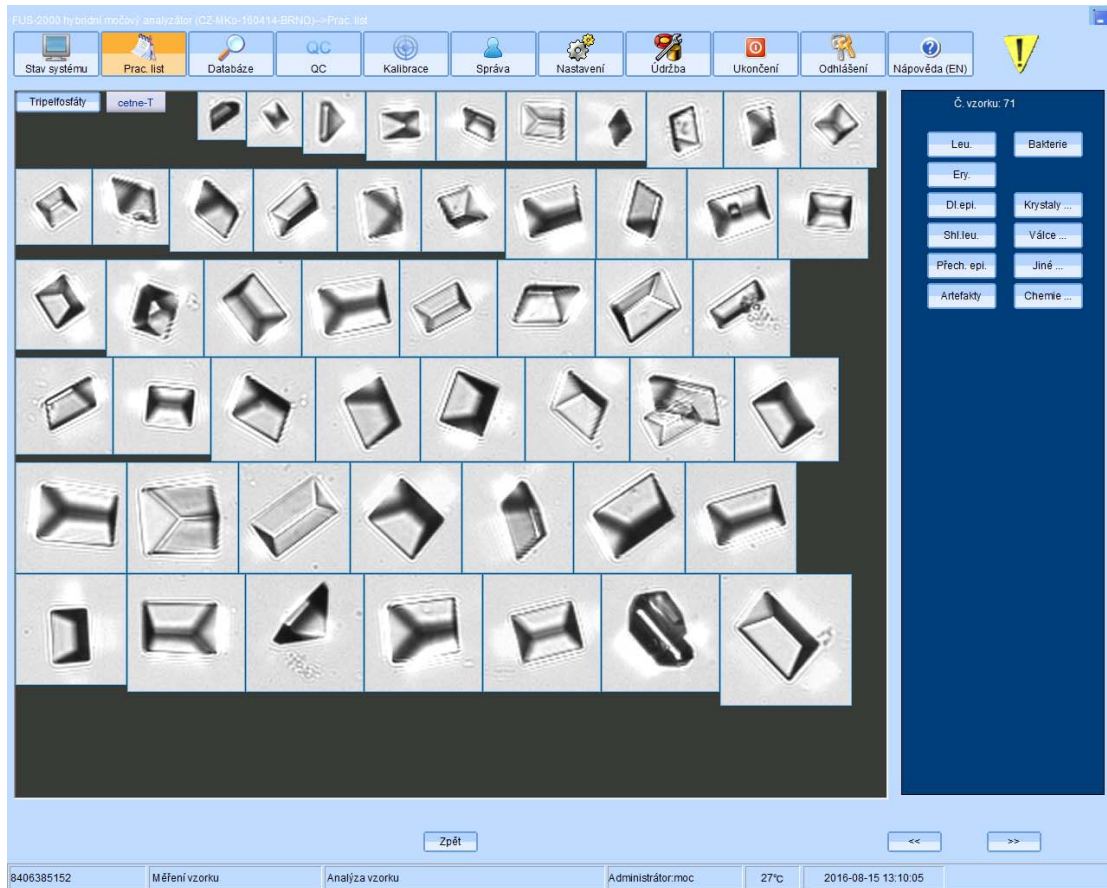 FUS-2000 hybridní močový analyzátor (CZ-MKo-160414-BRNO)-->Prac. list
QC
Stav systému Prac. list Databáze QC Kalibrace Správa Nastavení Údržba Ukončení Odhlášení Nápověda (EN)
Tripelfosfáty cetne-T
Č. vzorku: 71
Leu. Bakterie
Ery.
Dl.epi. Krystaly ...
Shl.leu. Válce ...
Přech. epi. Jiné ...
Artefakty Chemie ...
Zpět << >>
8406385152 Měření vzorku Analýza vzorku Administrátor:moc 27℃ 2016-08-15 13:10:05